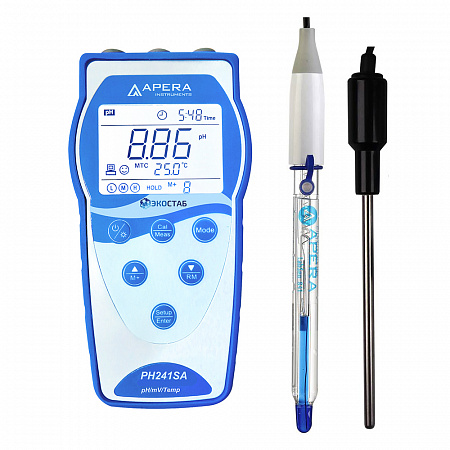 APERA
INSTRUMENTS
pH 5:48 Time
8.86 pH
MTC 25.0°C
L M H HOLD M+ 8
ЭКОСТАБ
Cal Meas Mode
M+ RM
Setup Enter
PH241SA
pH/mV/Temp
APERA